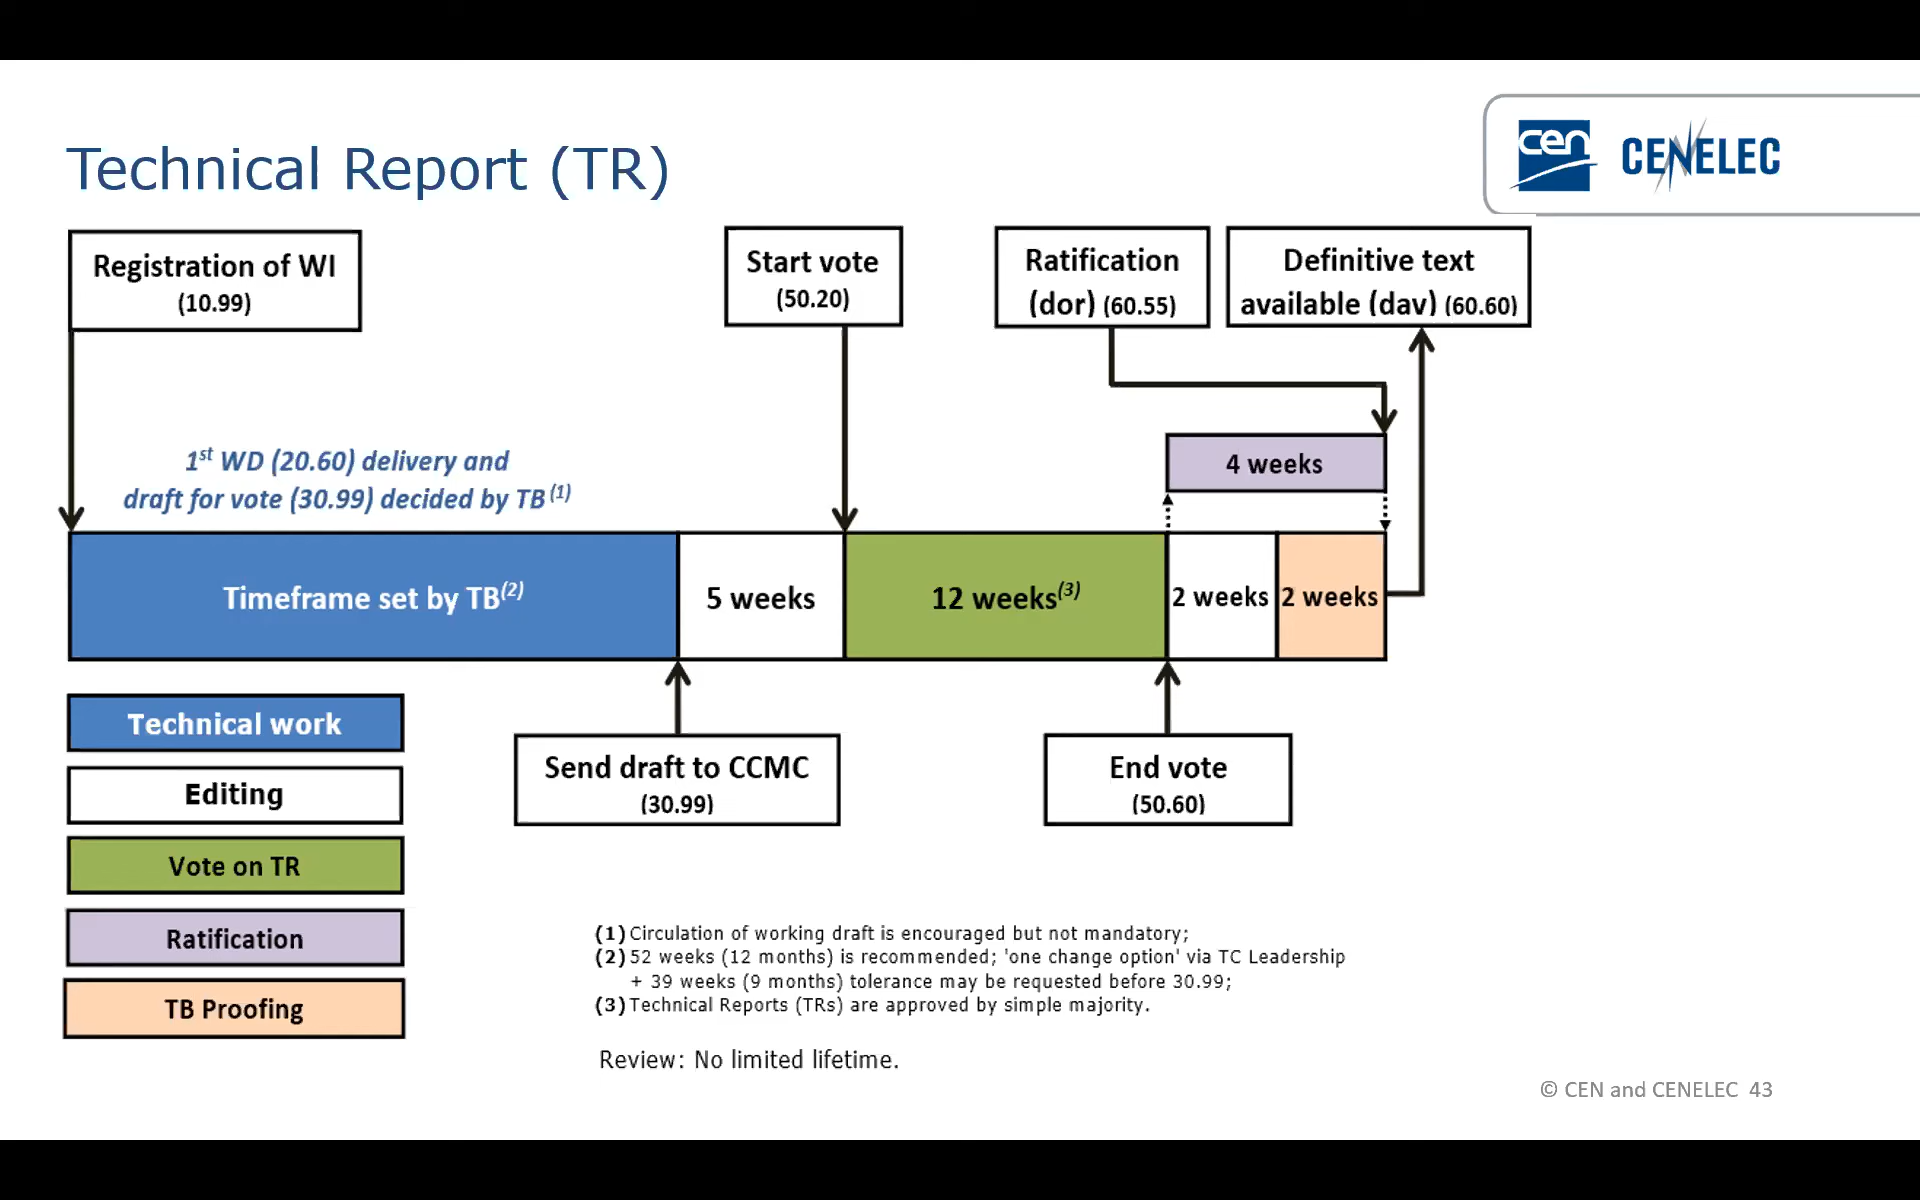 Technical Report (TR)
cen
CENELEC
Registration of WI
(10.99)
Start vote
(50.20)
Ratification
(dor) (60.55)
Definitive text
available (dav) (60.60)
1st WD (20.60) delivery and
draft for vote (30.99) decided by TB (1)
4 weeks
Timeframe set by TB(2)
5 weeks
12 weeks(3)
2 weeks
2 weeks
Send draft to CCMC
(30.99)
End vote
(50.60)
Technical work
Editing
Vote on TR
Ratification
TB Proofing
(1) Circulation of working draft is encouraged but not mandatory;
(2) 52 weeks (12 months) is recommended; 'one change option' via TC Leadership
+ 39 weeks (9 months) tolerance may be requested before 30.99;
(3) Technical Reports (TRs) are approved by simple majority.
Review: No limited lifetime.
© CEN and CENELEC 43